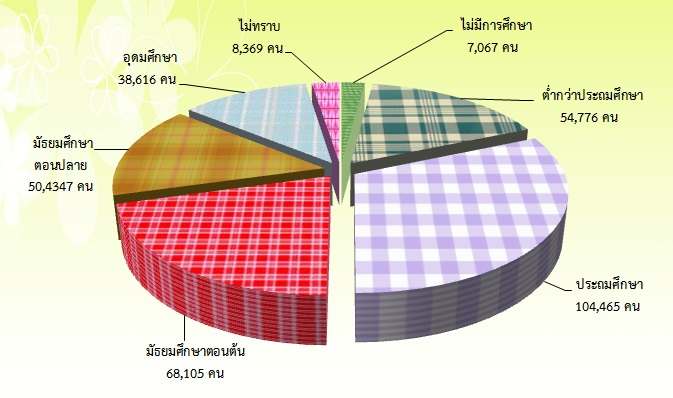 ไม่ทราบ
8,369 คน
ไม่มีการศึกษา
7,067 คน
อุดมศึกษา
38,616 คน
ต่ำกว่าประถมศึกษา
54,776 คน
มัธยมศึกษา
ตอนปลาย
50,4347 คน
ประถมศึกษา
104,465 คน
มัธยมศึกษาตอนต้น
68,105 คน